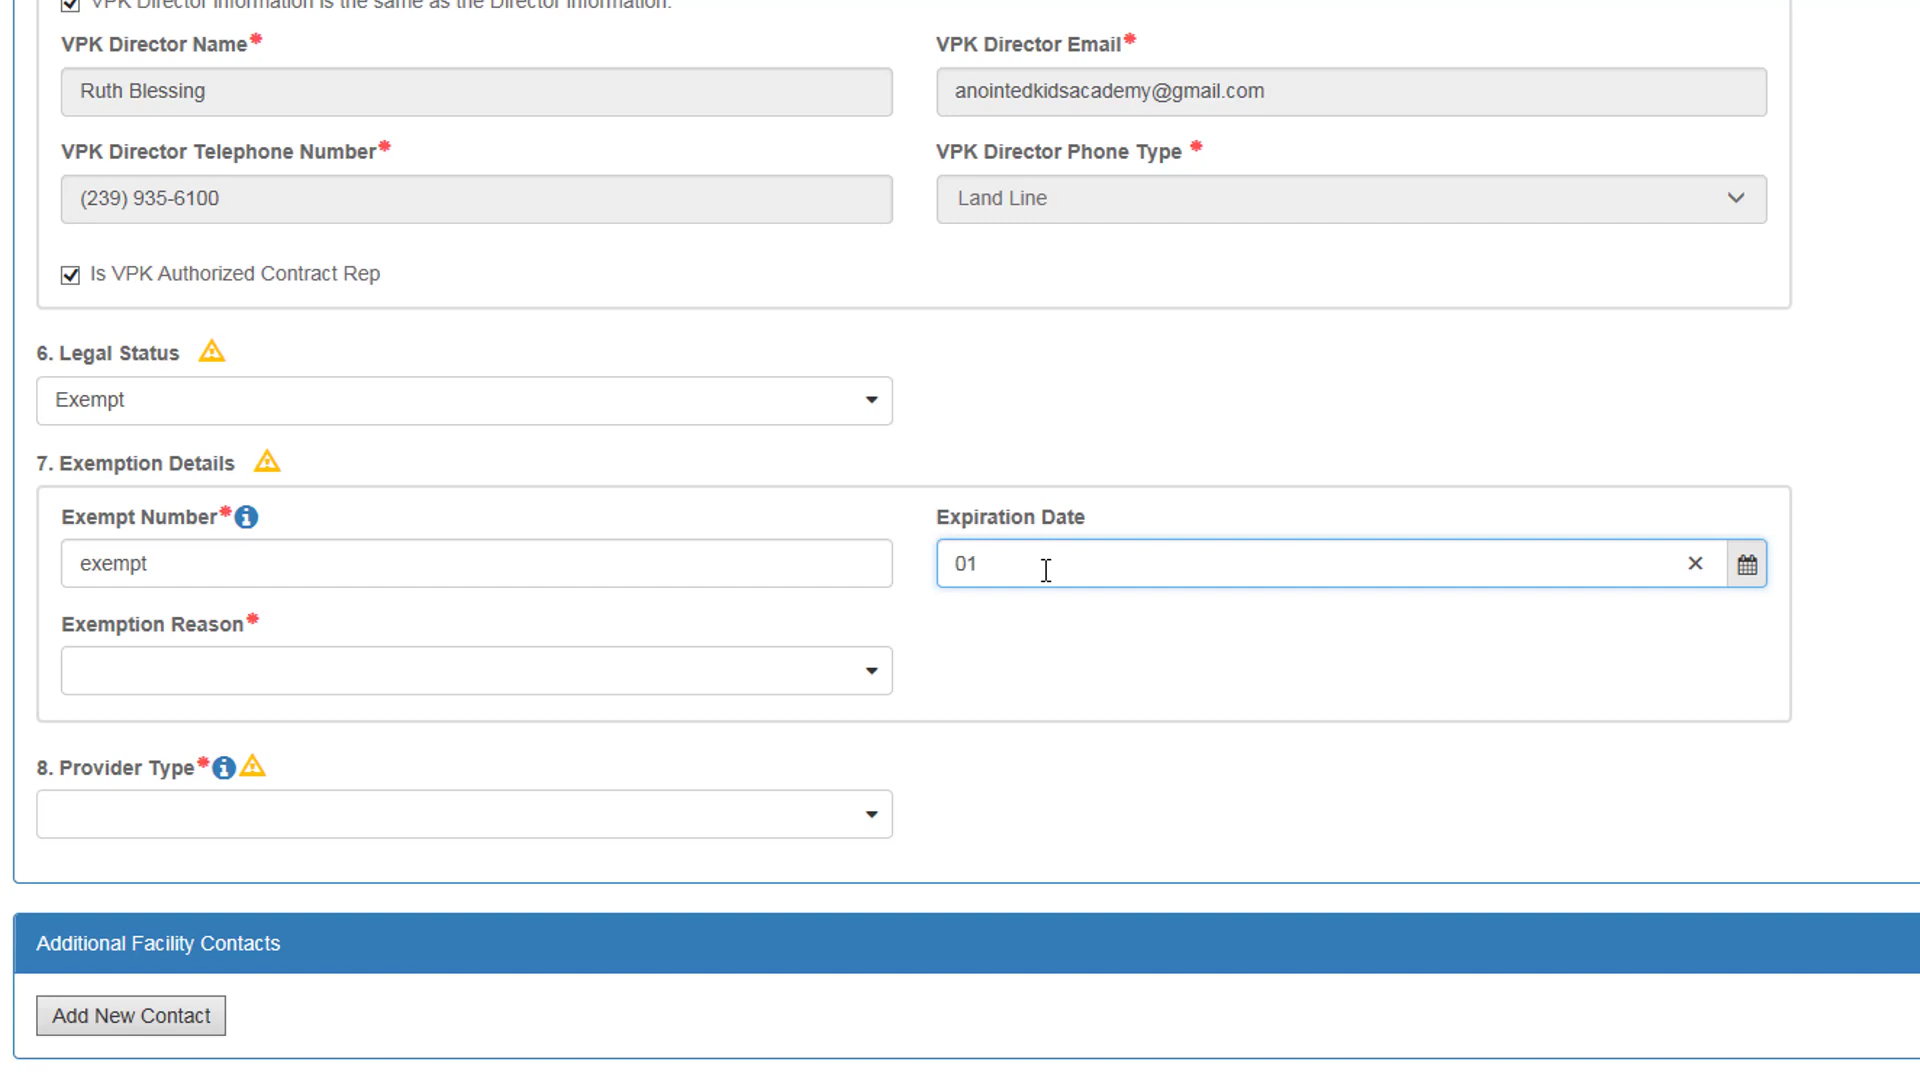 VPK Director Information is the same as the Director Information.
VPK Director Name*
VPK Director Email*
Ruth Blessing
anointedkidsacademy@gmail.com
VPK Director Telephone Number*
VPK Director Phone Type *
(239) 935-6100
Land Line
Is VPK Authorized Contract Rep
6. Legal Status
Exempt
7. Exemption Details
Exempt Number*
Expiration Date
exempt
01
Exemption Reason*
8. Provider Type*
Additional Facility Contacts
Add New Contact